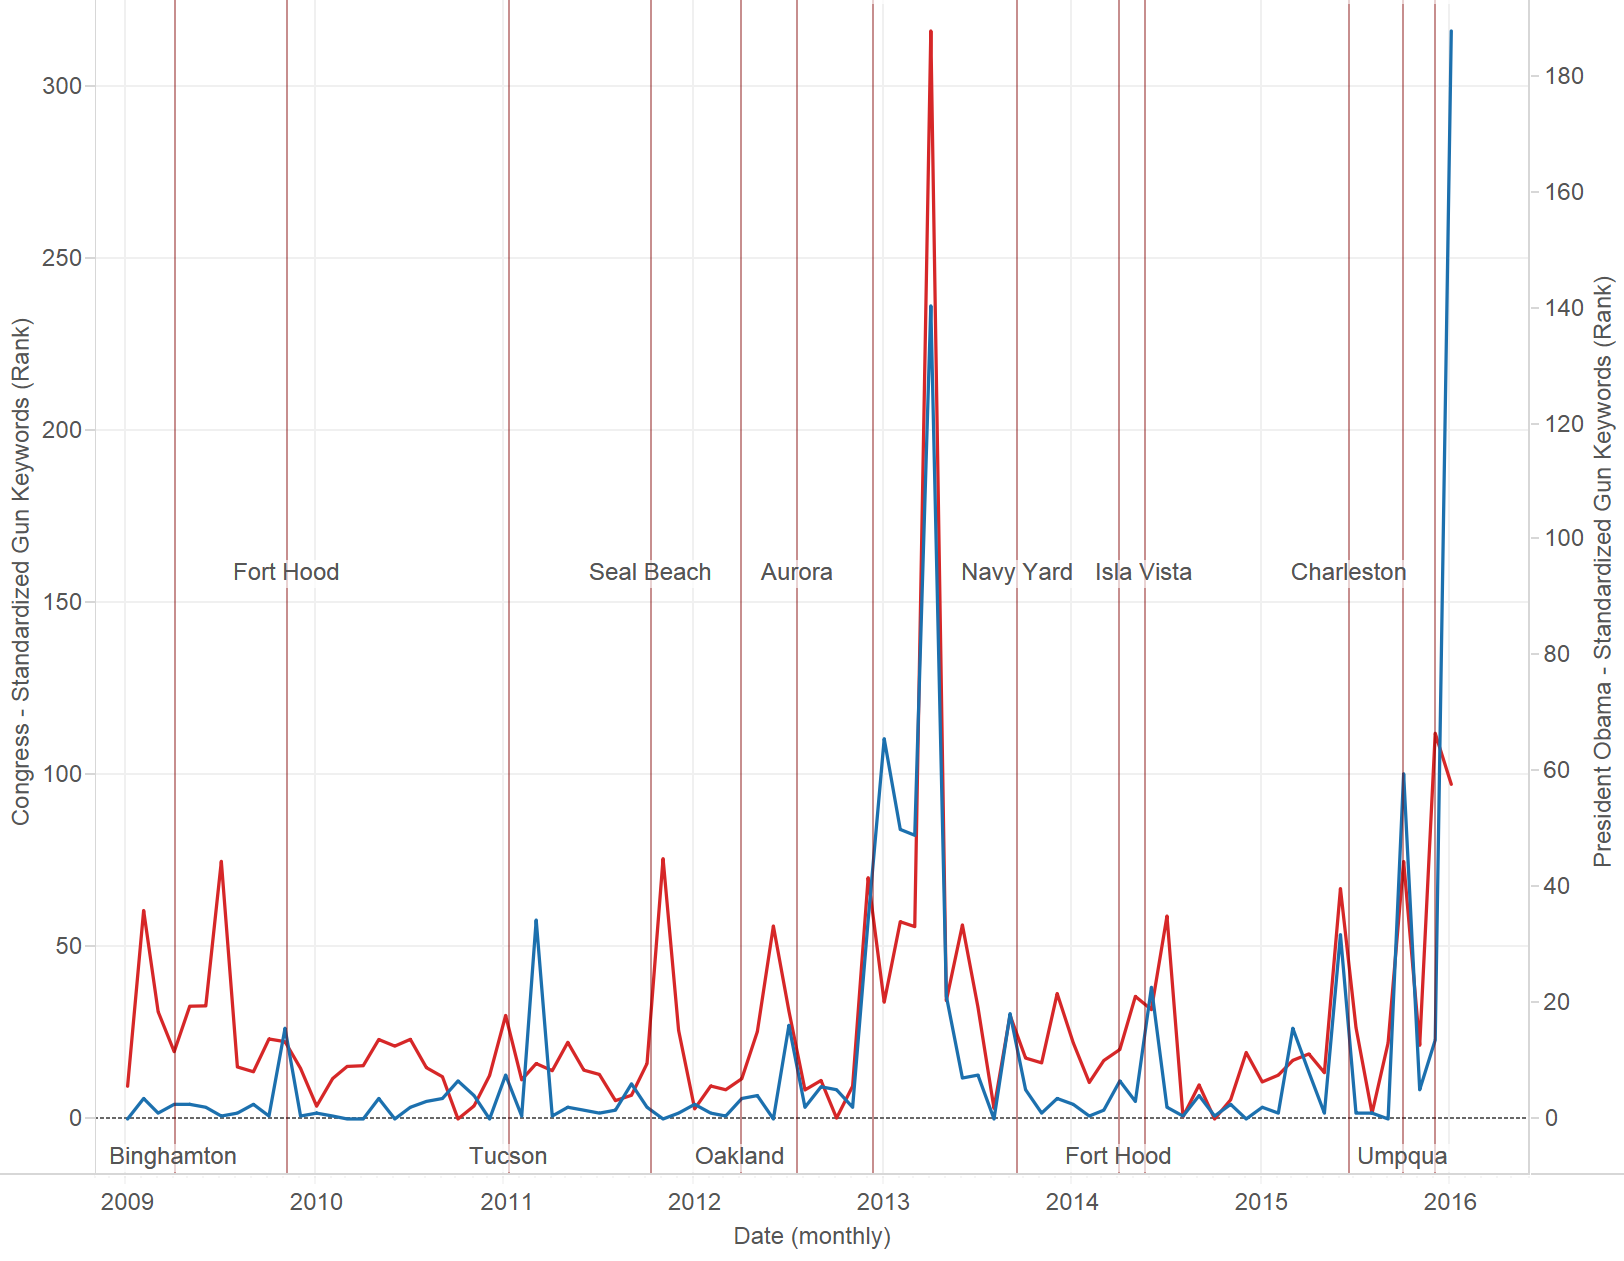 300
250
200
150
100
50
0
Congress - Standardized Gun Keywords (Rank)
180
160
140
120
100
80
60
40
20
0
President Obama - Standardized Gun Keywords (Rank)
Fort Hood
Seal Beach
Aurora
Navy Yard
Isla Vista
Charleston
Binghamton
Tucson
Oakland
Fort Hood
Umpqua
2009
2010
2011
2012
2013
2014
2015
2016
Date (monthly)